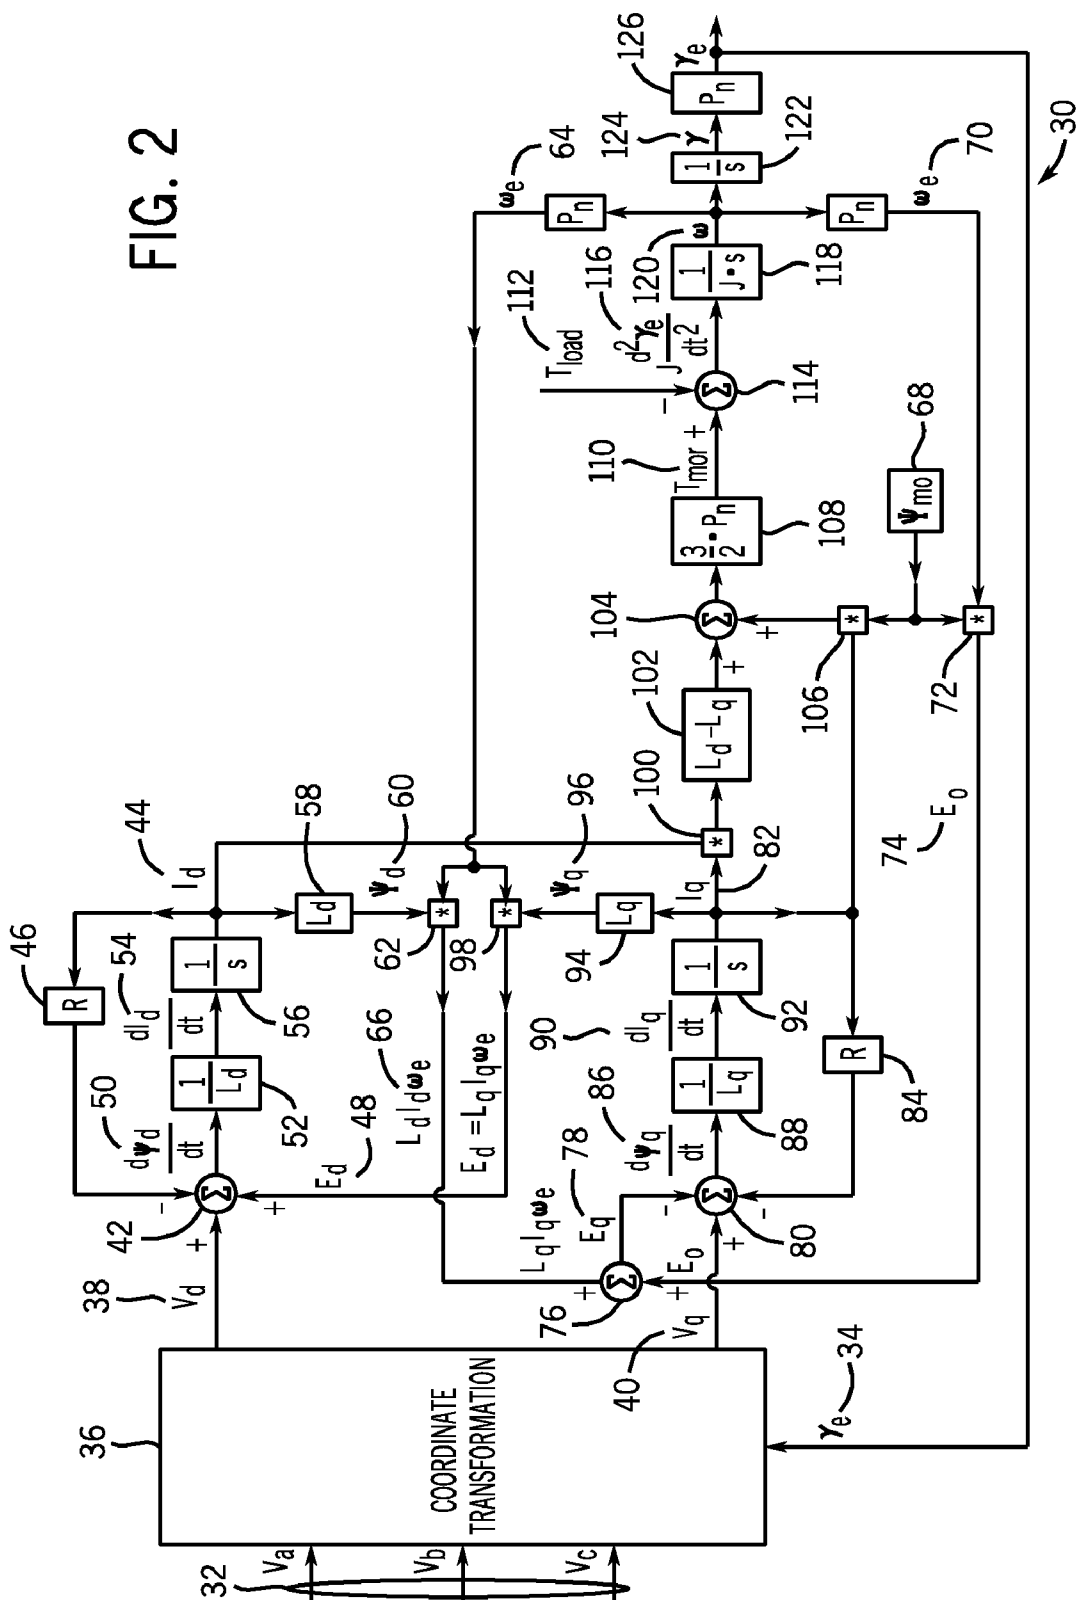 FIG. 2
30
32
Va
Vb
Vc
36
COORDINATE
TRANSFORMATION
γe 34
38
Vd
40
Vq
42
Σ
+
-
+
50
dψd
dt
52
1
Ld
54
dId
dt
56
1
s
46
R
44
Id
58
Ld
60
ψd
62
*
64
ωe
Pn
66
LdIdωe
Ed = LqIqωe
48
Ed
98
*
96
ψq
94
Lq
76
Σ
+
+
LqIqωe
78
Eq
E0
80
Σ
+
-
-
86
dψq
dt
88
1
Lq
90
dIq
dt
92
1
s
84
R
82
Iq
100
*
102
Ld-Lq
+
104
Σ
+
106
*
72
*
74
E0
68
ψmo
108
3
2
• Pn
110
Tmor +
112
Tload
-
114
Σ
116
J d²γe
dt²
118
1
J•s
120
ω
Pn
ωe
70
122
1
s
124
γ
126
Pn
γe